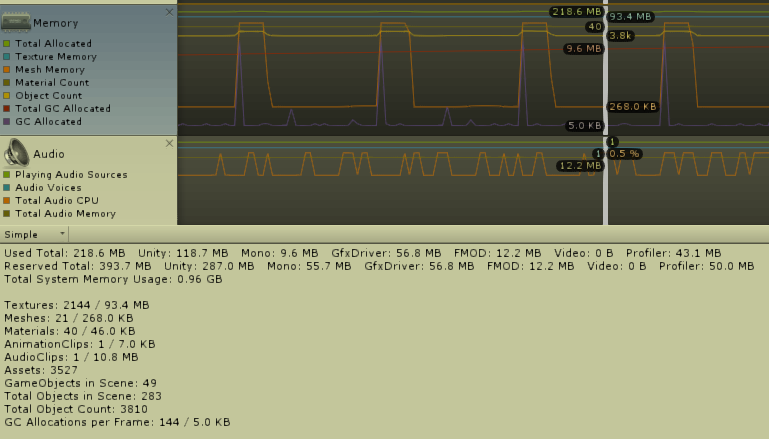 Memory
Total Allocated
Texture Memory
Mesh Memory
Material Count
Object Count
Total GC Allocated
GC Allocated
218.6 MB
93.4 MB
40
3.8k
9.6 MB
268.0 KB
5.0 KB
Audio
Playing Audio Sources
Audio Voices
Total Audio CPU
Total Audio Memory
1
1
0.5 %
12.2 MB
Simple
Used Total: 218.6 MB Unity: 118.7 MB Mono: 9.6 MB GfxDriver: 56.8 MB FMOD: 12.2 MB Video: 0 B Profiler: 43.1 MB
Reserved Total: 393.7 MB Unity: 287.0 MB Mono: 55.7 MB GfxDriver: 56.8 MB FMOD: 12.2 MB Video: 0 B Profiler: 50.0 MB
Total System Memory Usage: 0.96 GB
Textures: 2144 / 93.4 MB
Meshes: 21 / 268.0 KB
Materials: 40 / 46.0 KB
AnimationClips: 1 / 7.0 KB
AudioClips: 1 / 10.8 MB
Assets: 3527
GameObjects in Scene: 49
Total Objects in Scene: 283
Total Object Count: 3810
GC Allocations per Frame: 144 / 5.0 KB